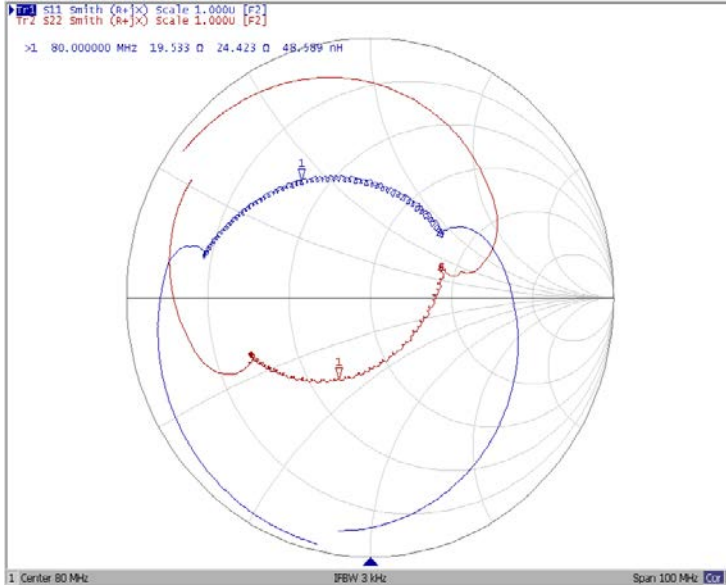 Tr1 S11 Smith (R+jX) Scale 1.000U [F2]
Tr2 S22 Smith (R+jX) Scale 1.000U [F2]
>1 80.000000 MHz 19.533 Ω 24.423 Ω 48.589 nH
1
1
1 Center 80 MHz IFBW 3 kHz Span 100 MHz Cor